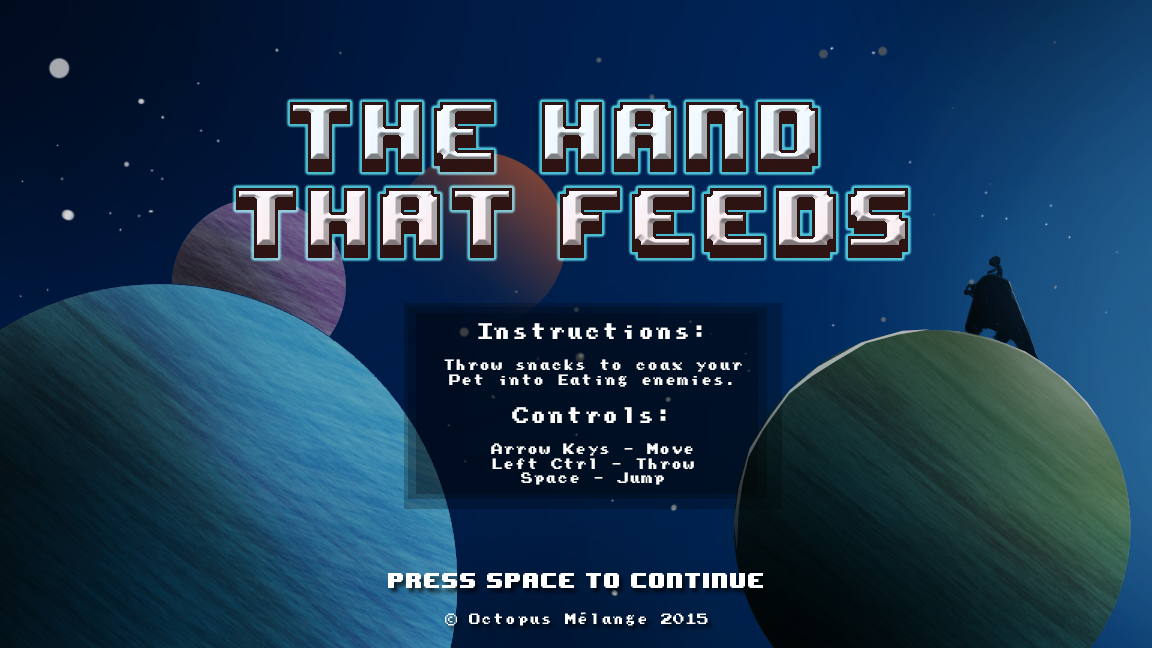 THE HAND
THAT FEEDS
Instructions:
Throw snacks to coax your
Pet into Eating enemies.
Controls:
Arrow Keys - Move
Left Ctrl - Throw
Space - Jump
PRESS SPACE TO CONTINUE
© Octopus Mêlange 2015